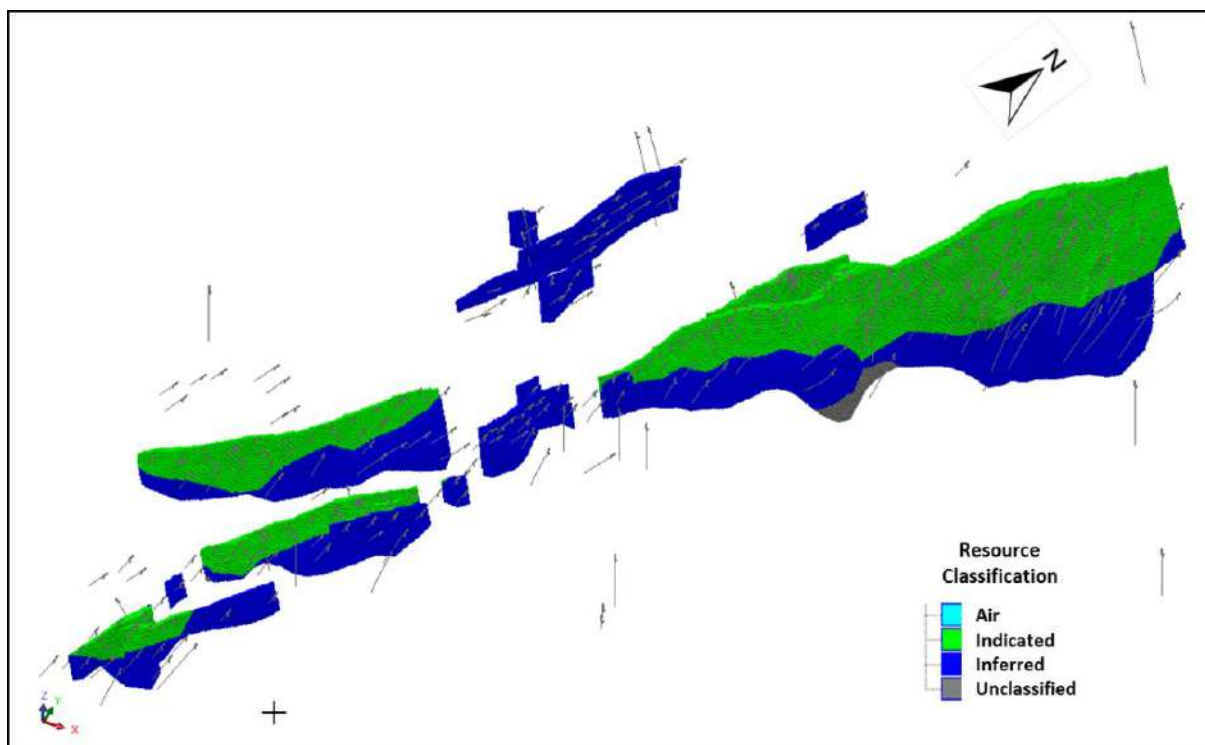 N
Resource
Classification
Air
Indicated
Inferred
Unclassified
Z
Y
X